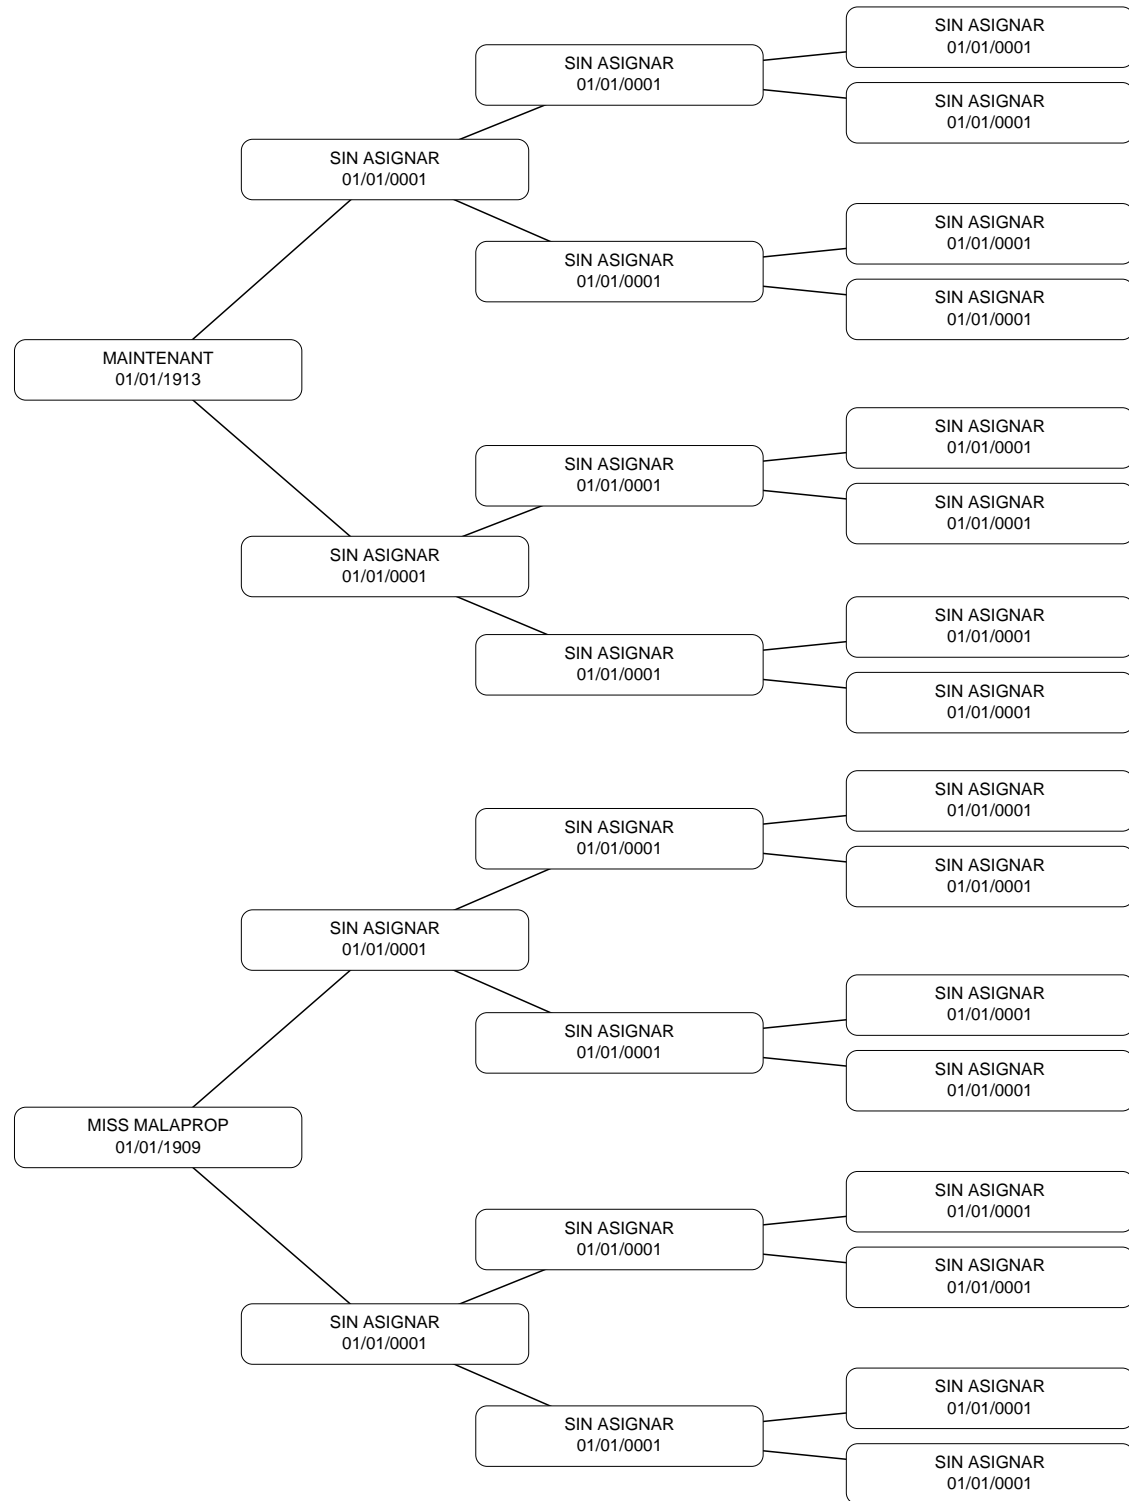 SIN ASIGNAR
01/01/0001
SIN ASIGNAR
01/01/0001
SIN ASIGNAR
01/01/0001
SIN ASIGNAR
01/01/0001
SIN ASIGNAR
01/01/0001
SIN ASIGNAR
01/01/0001
SIN ASIGNAR
01/01/0001
MAINTENANT
01/01/1913
SIN ASIGNAR
01/01/0001
SIN ASIGNAR
01/01/0001
SIN ASIGNAR
01/01/0001
SIN ASIGNAR
01/01/0001
SIN ASIGNAR
01/01/0001
SIN ASIGNAR
01/01/0001
SIN ASIGNAR
01/01/0001
SIN ASIGNAR
01/01/0001
SIN ASIGNAR
01/01/0001
SIN ASIGNAR
01/01/0001
SIN ASIGNAR
01/01/0001
SIN ASIGNAR
01/01/0001
SIN ASIGNAR
01/01/0001
SIN ASIGNAR
01/01/0001
MISS MALAPROP
01/01/1909
SIN ASIGNAR
01/01/0001
SIN ASIGNAR
01/01/0001
SIN ASIGNAR
01/01/0001
SIN ASIGNAR
01/01/0001
SIN ASIGNAR
01/01/0001
SIN ASIGNAR
01/01/0001
SIN ASIGNAR
01/01/0001